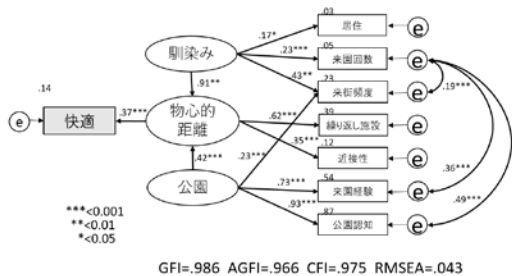 .03
居住
e
.17*
馴染み
.23***
.05
来園回数
e
.43**
.23
来街頻度
e
.19***
.91**
.14
e
快適
.37***
物心的
距離
.62***
.39
繰り返し施設
e
.35***
.12
近接性
e
.42***
.23***
.54
公園
.73***
来園経験
e
.36***
.93***
.87
公園認知
e
.49***
***<0.001
**<0.01
*<0.05
GFI=.986 AGFI=.966 CFI=.975 RMSEA=.043